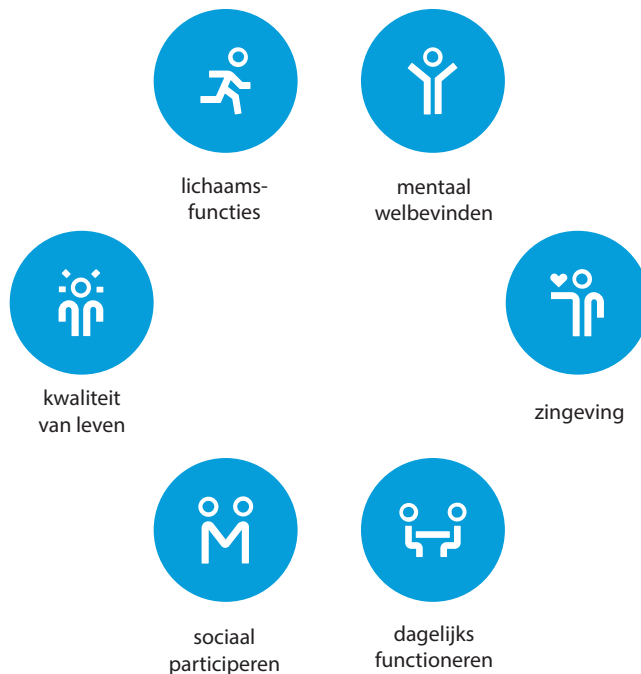 lichaams-
functies
mentaal
welbevinden
kwaliteit
van leven
zingeving
sociaal
participeren
dagelijks
functioneren